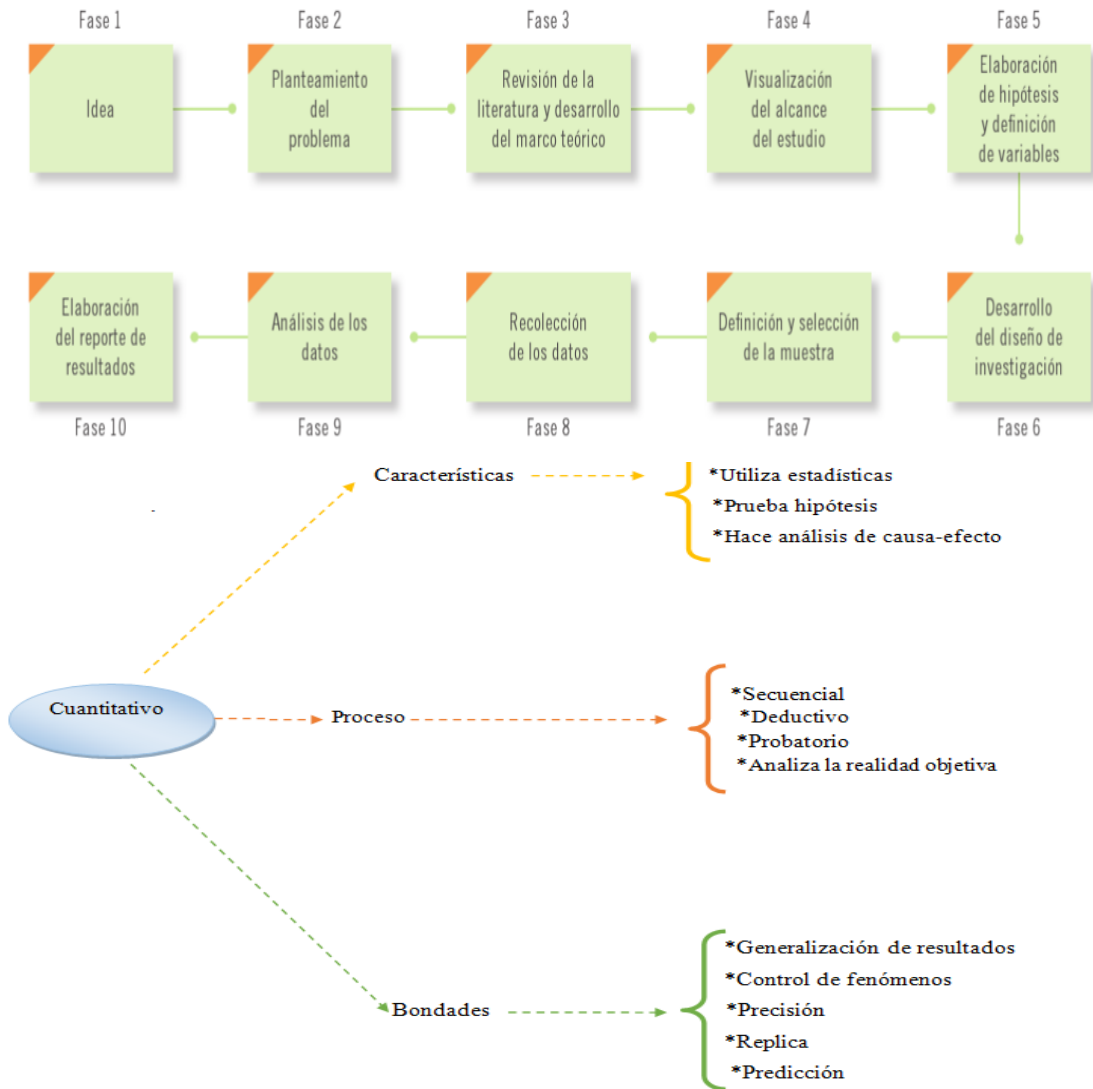 Fase 1
Fase 2
Fase 3
Fase 4
Fase 5
Idea
Planteamiento
del
problema
Revisión de la
literatura y desarrollo
del marco teórico
Visualización
del alcance
del estudio
Elaboración
de hipótesis
y definición
de variables
Elaboración
del reporte de
resultados
Análisis de los
datos
Recolección
de los datos
Definición y selección
de la muestra
Desarrollo
del diseño de
investigación
Fase 10
Fase 9
Fase 8
Fase 7
Fase 6
Cuantitativo
Característicás
*Utiliza estadísticas
*Prueba hipótesis
*Hace análisis de causa-efecto
Proceso
*Secuencial
*Deductivo
*Probatorio
*Analiza la realidad objetiva
Bondades
*Generalización de resultados
*Control de fenómenos
*Precisión
*Replica
*Predicción